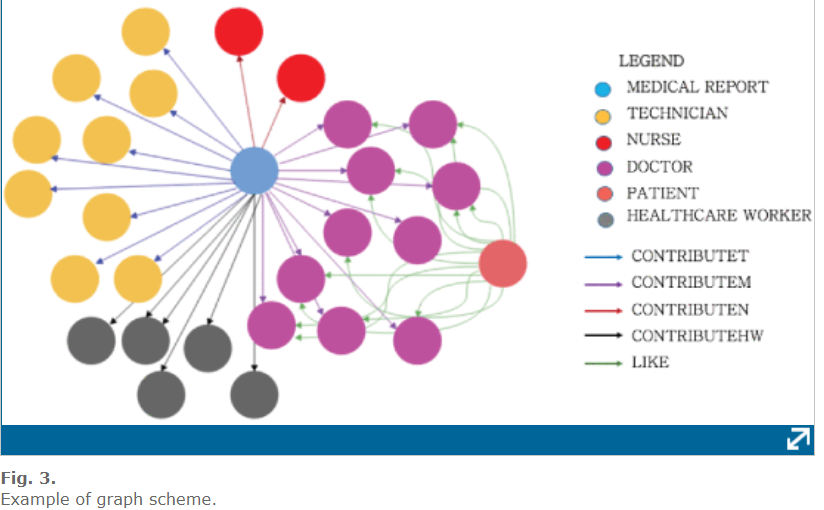 LEGEND
MEDICAL REPORT
TECHNICIAN
NURSE
DOCTOR
PATIENT
HEALTHCARE WORKER
CONTRIBUTET
CONTRIBUTEM
CONTRIBUTEN
CONTRIBUTEHW
LIKE
Fig. 3.
Example of graph scheme.